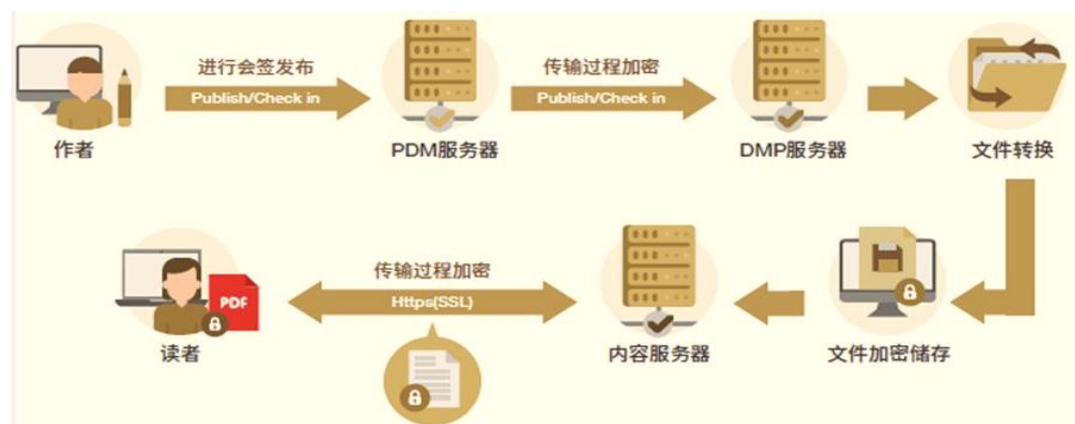 进行会签发布
Publish/Check in
传输过程加密
Publish/Check in
作者
PDM服务器
DMP服务器
文件转换
传输过程加密
Https(SSL)
PDF
读者
内容服务器
文件加密储存